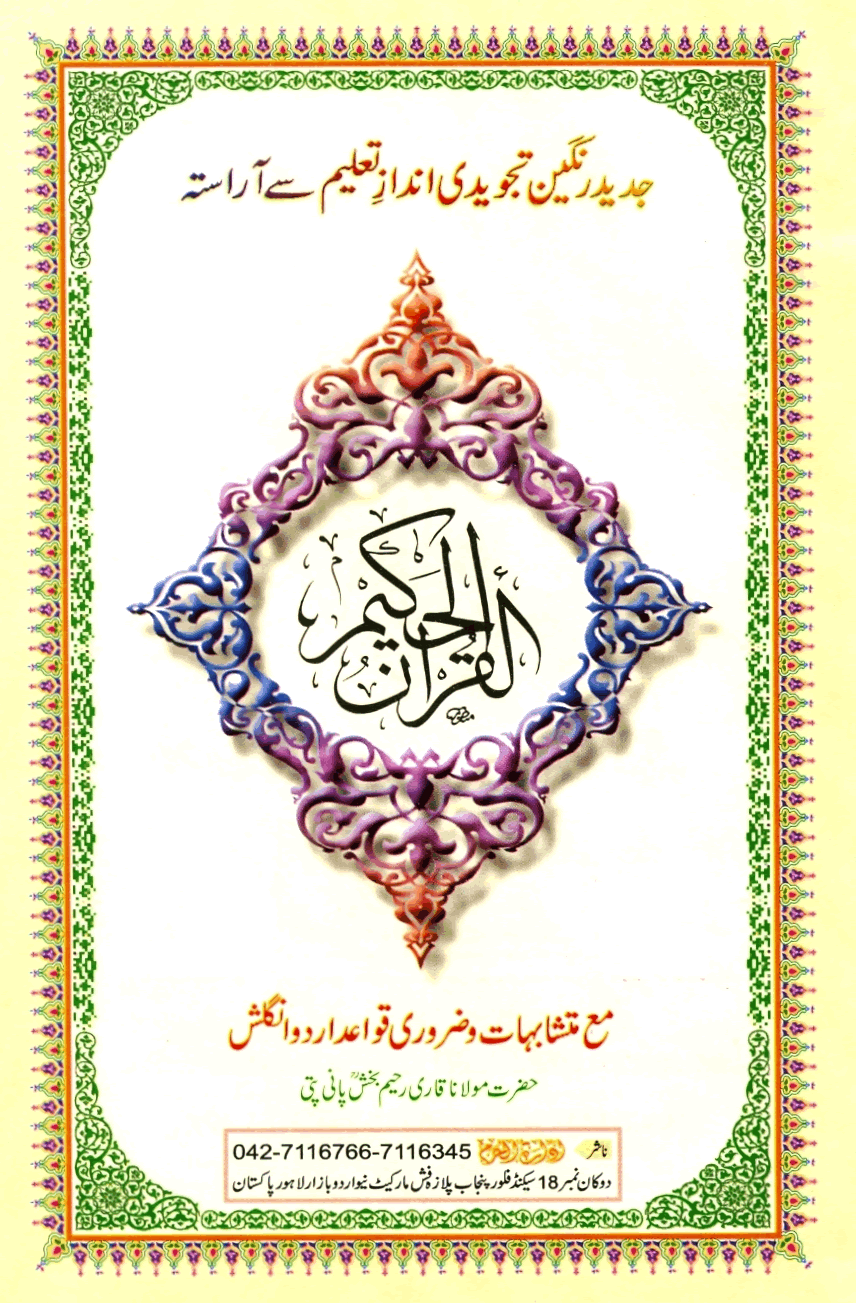 جدید رنگین تجویدی اندازِ تعلیم سے آراستہ
القرآن الحکیم
مع متشابہات و ضروری قواعد اردو انگلش
حضرت مولانا قاری رحیم بخشؒ پانی پتی
ناشر 042-7116766-7116345
دوکان نمبر 18 سیکنڈ فلور پنجاب پلازہ فش مارکیٹ نیو اردو بازار لاہور پاکستان